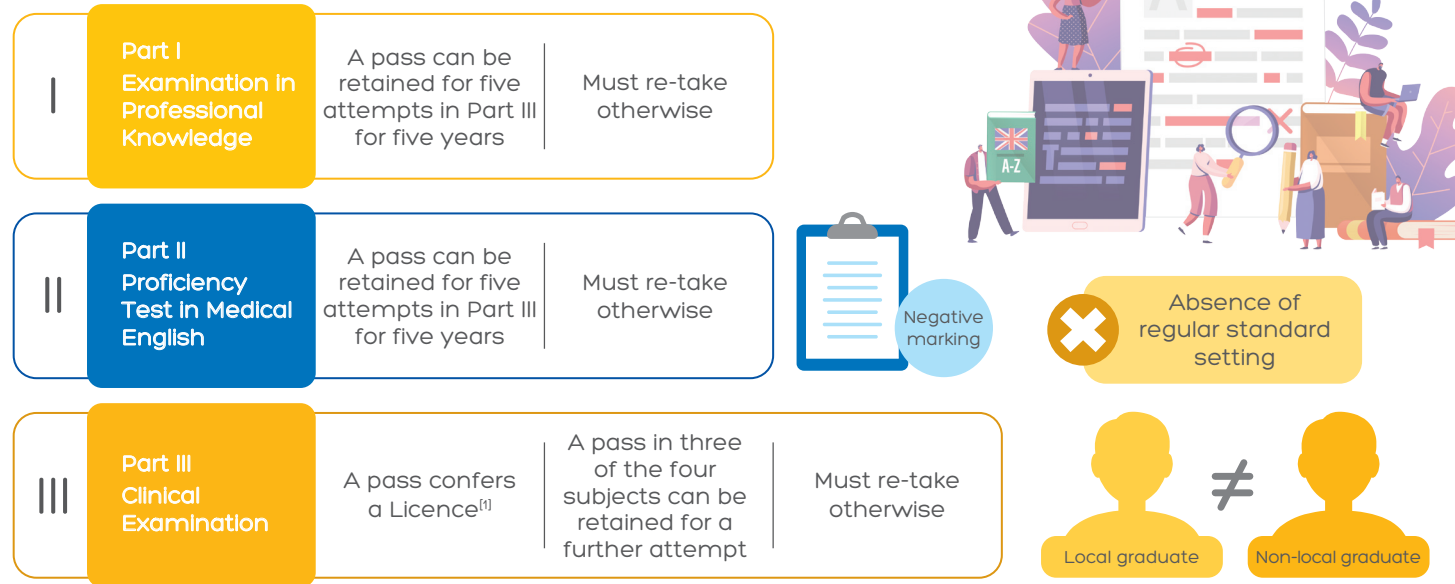 I
Part I
Examination in
Professional
Knowledge
A pass can be
retained for five
attempts in Part III
for five years
Must re-take
otherwise
A
A-Z
T
II
Part II
Proficiency
Test in Medical
English
A pass can be
retained for five
attempts in Part III
for five years
Must re-take
otherwise
Negative
marking
Absence of
regular standard
setting
III
Part III
Clinical
Examination
A pass confers
a Licence[1]
A pass in three
of the four
subjects can be
retained for a
further attempt
Must re-take
otherwise
≠
Local graduate
Non-local graduate